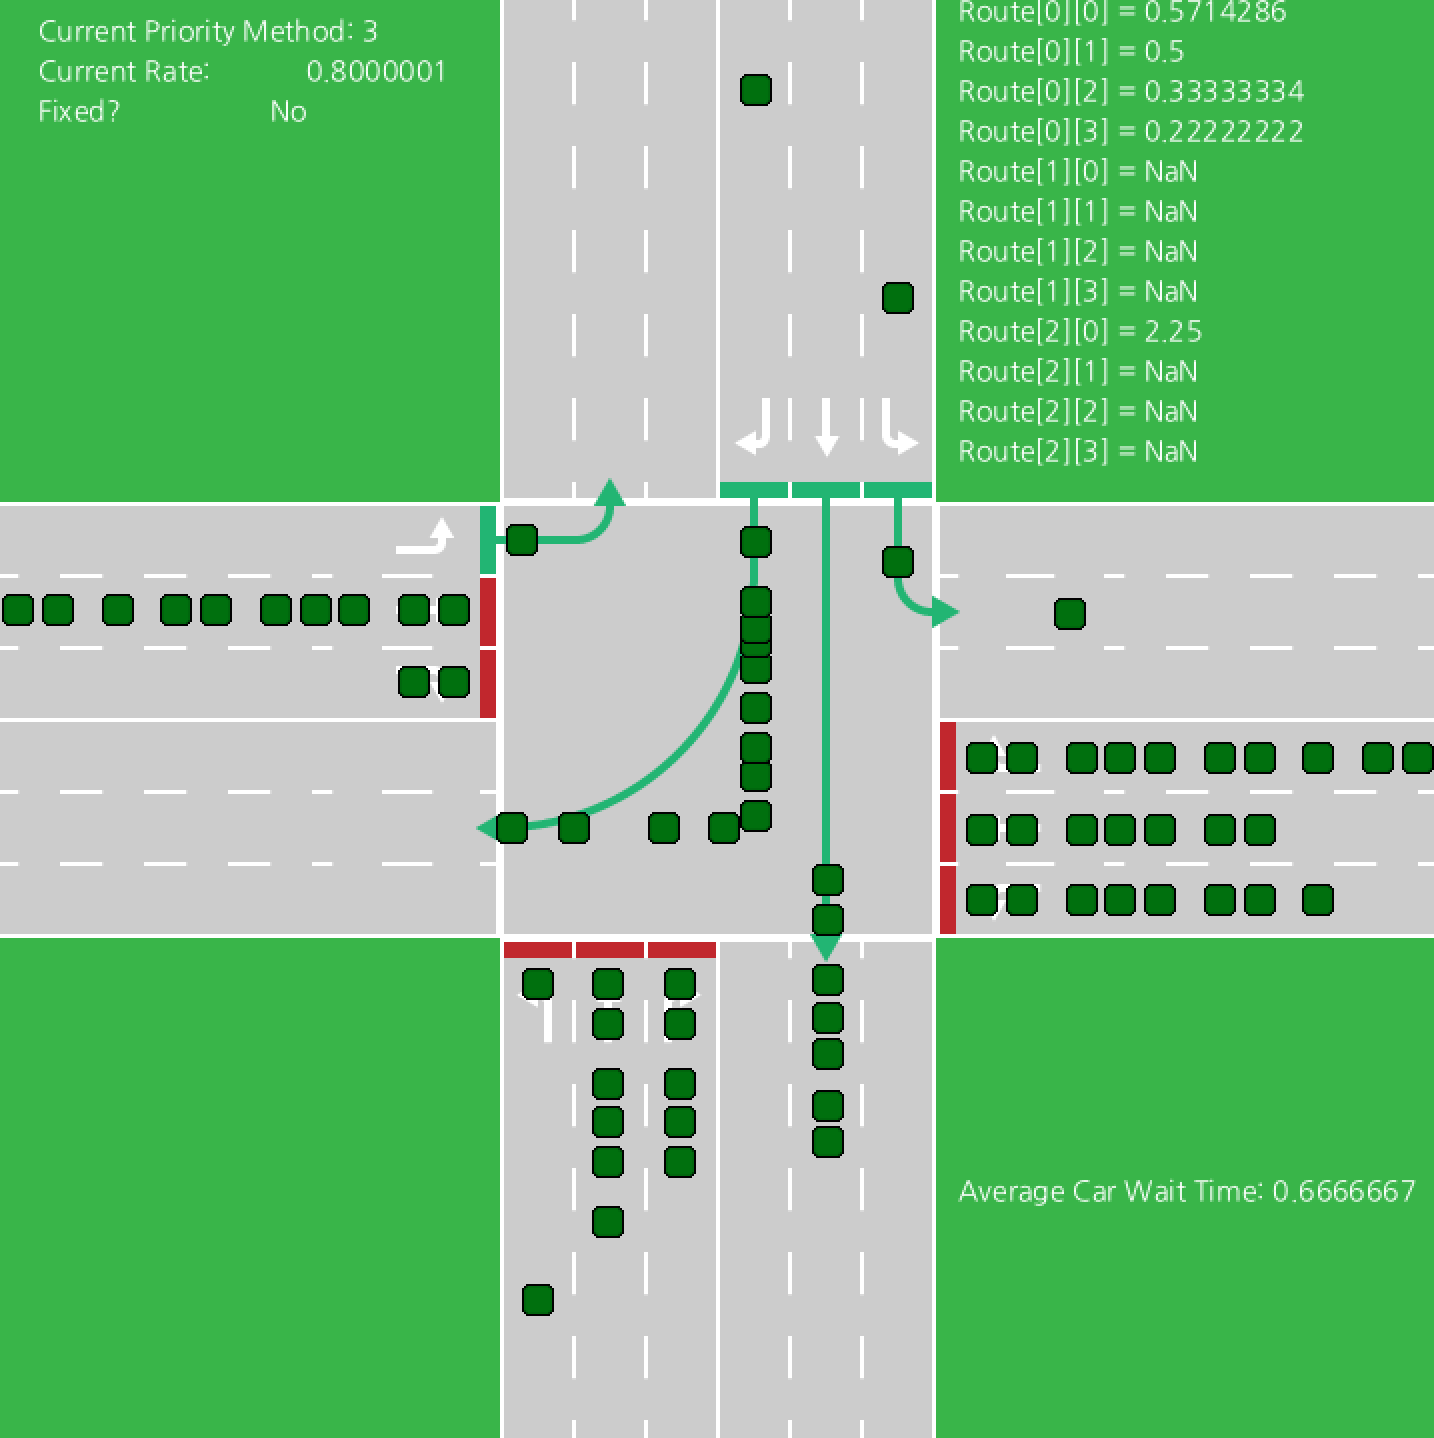 Current Priority Method: 3
Current Rate: 0.8000001
Fixed? No
Route[0][0] = 0.5714286
Route[0][1] = 0.5
Route[0][2] = 0.33333334
Route[0][3] = 0.22222222
Route[1][0] = NaN
Route[1][1] = NaN
Route[1][2] = NaN
Route[1][3] = NaN
Route[2][0] = 2.25
Route[2][1] = NaN
Route[2][2] = NaN
Route[2][3] = NaN
Average Car Wait Time: 0.6666667